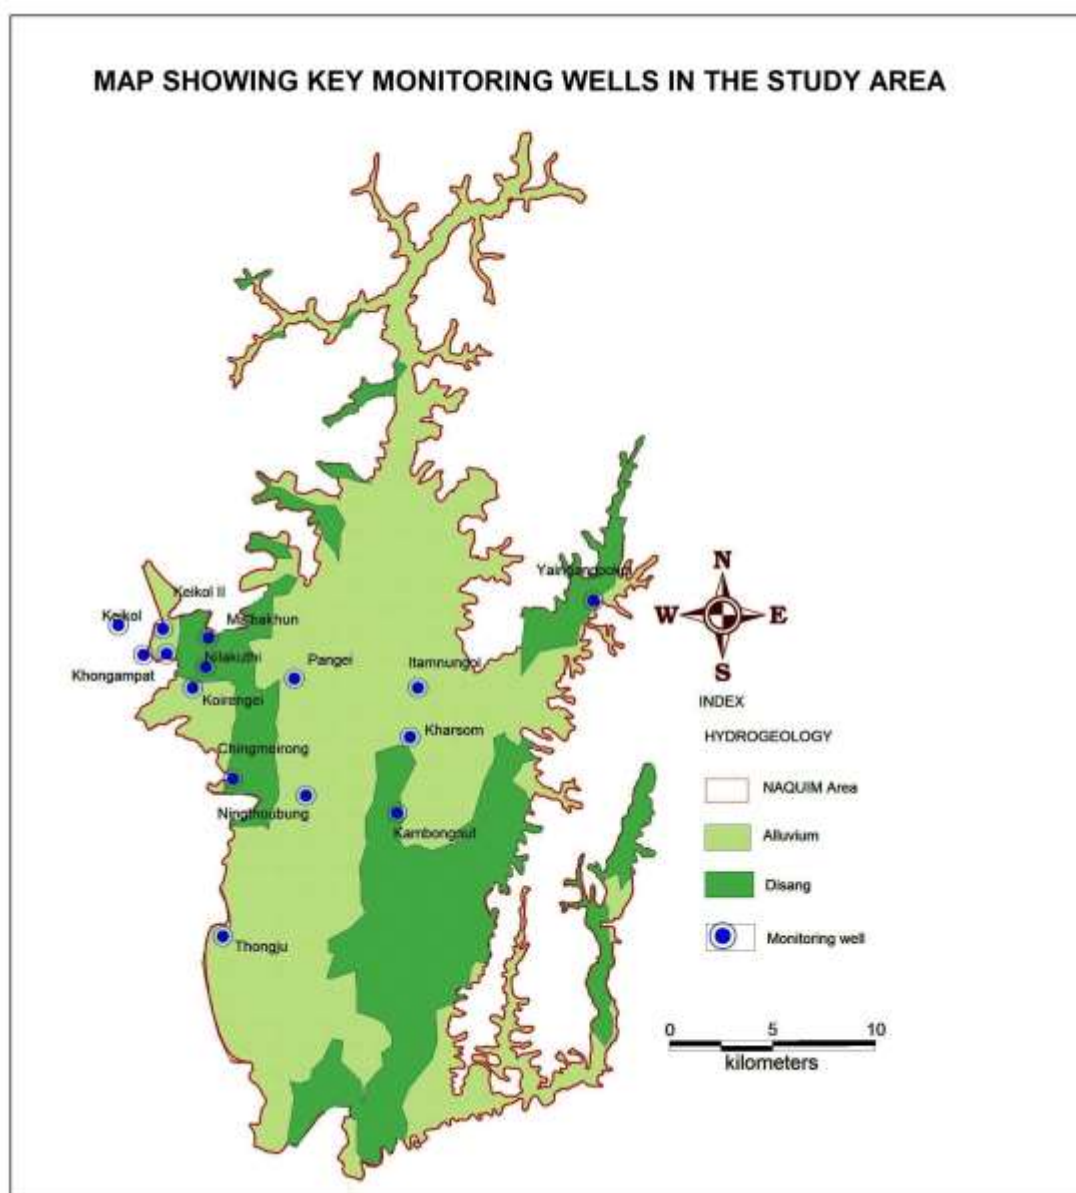 MAP SHOWING KEY MONITORING WELLS IN THE STUDY AREA
N
W E
S
Keikol II
Keikol
Khongampat
Nilakuthi
Koirengei
Pangei
Itamnungoi
Kharsom
Chingmeirong
Ningthoubung
Kambongsul
Thongju
INDEX
HYDROGEOLOGY
NAQUIM Area
Alluvium
Disang
Monitoring well
0 5 10
kilometers